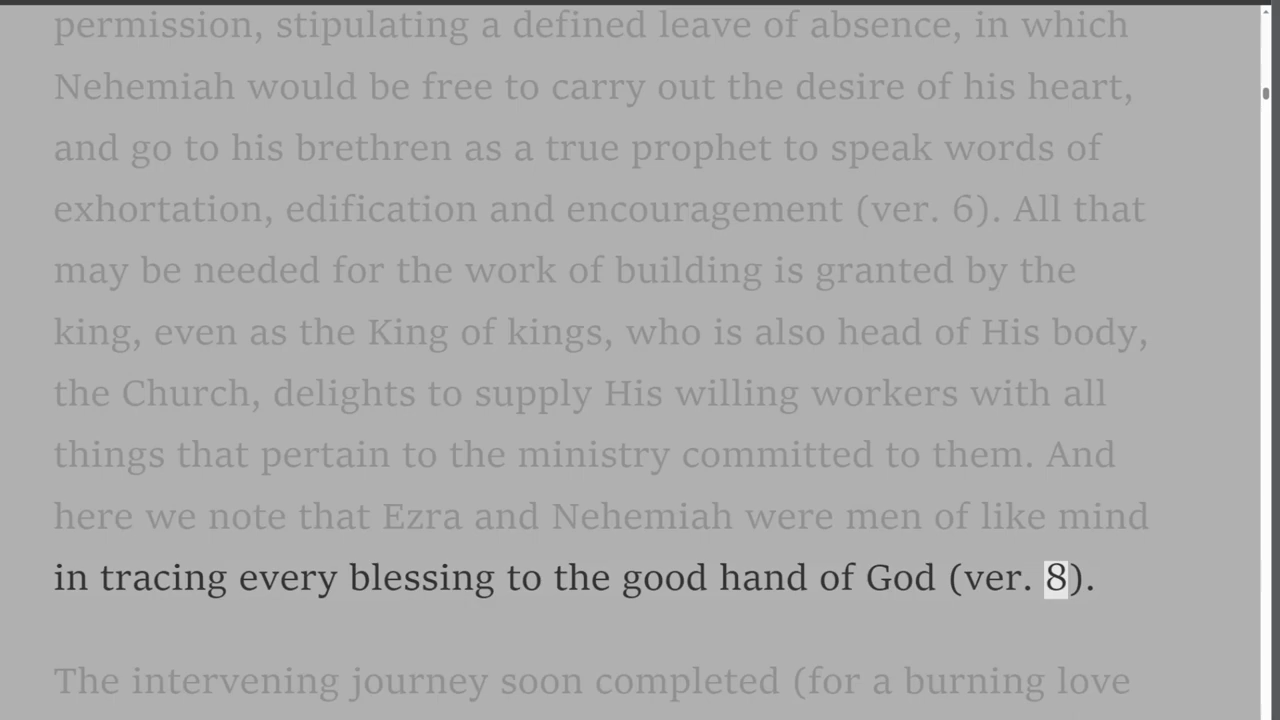 permission, stipulating a defined leave of absence, in which
Nehemiah would be free to carry out the desire of his heart,
and go to his brethren as a true prophet to speak words of
exhortation, edification and encouragement (ver. 6). All that
may be needed for the work of building is granted by the
king, even as the King of kings, who is also head of His body,
the Church, delights to supply His willing workers with all
things that pertain to the ministry committed to them. And
here we note that Ezra and Nehemiah were men of like mind
in tracing every blessing to the good hand of God (ver. 8).
The intervening journey soon completed (for a burning love